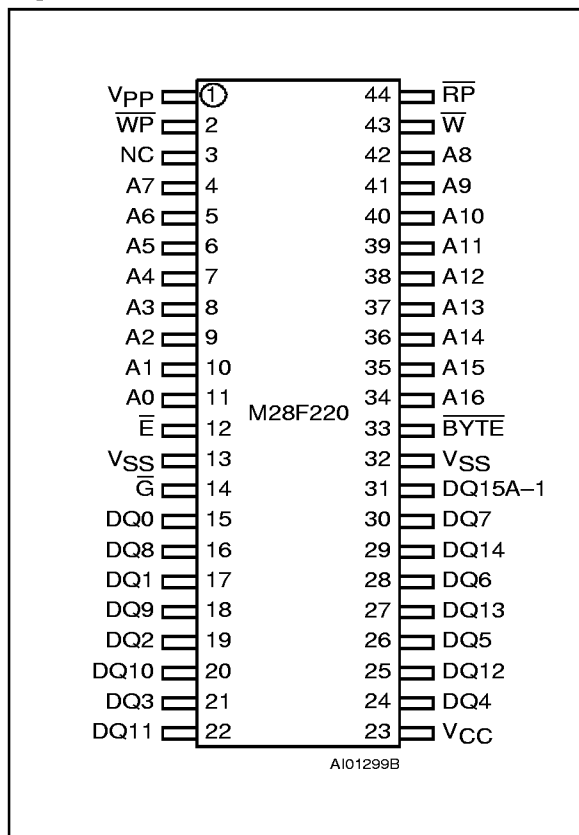 VPP 1 44 R̅P̅
W̅P̅ 2 43 W̅
NC 3 42 A8
A7 4 41 A9
A6 5 40 A10
A5 6 39 A11
A4 7 38 A12
A3 8 37 A13
A2 9 36 A14
A1 10 35 A15
A0 11 34 A16
M28F220
E̅ 12 33 B̅Y̅T̅E̅
VSS 13 32 VSS
G̅ 14 31 DQ15A–1
DQ0 15 30 DQ7
DQ8 16 29 DQ14
DQ1 17 28 DQ6
DQ9 18 27 DQ13
DQ2 19 26 DQ5
DQ10 20 25 DQ12
DQ3 21 24 DQ4
DQ11 22 23 VCC
AI01299B